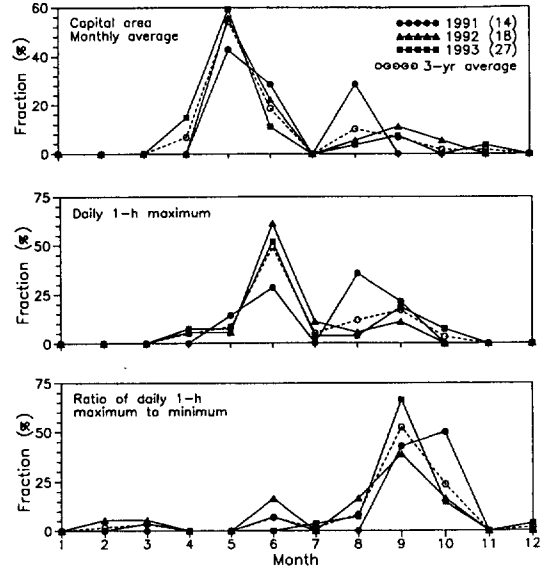 Capital area
Monthly average
1991 (14)
1992 (18)
1993 (27)
3-yr average
Fraction (%)
60
40
20
0
Daily 1-h maximum
Fraction (%)
75
50
25
0
Ratio of daily 1-h
maximum to minimum
Fraction (%)
75
50
25
0
1 2 3 4 5 6 7 8 9 10 11 12
Month